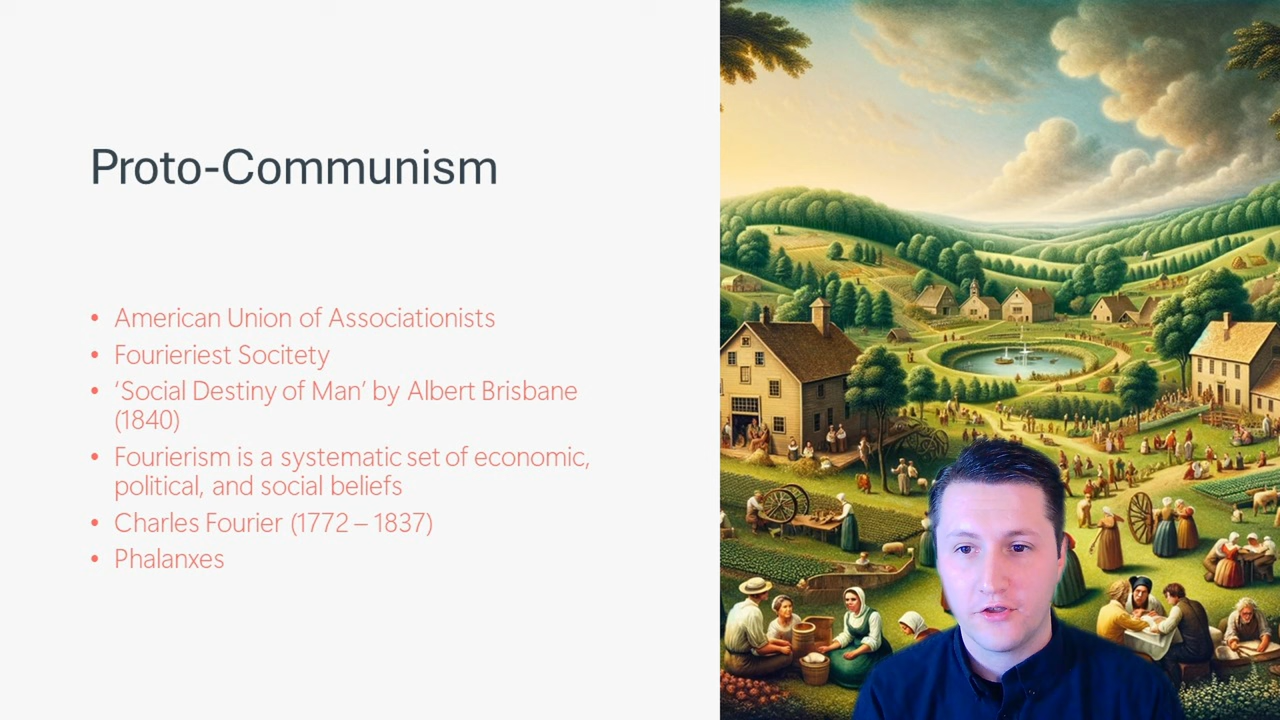 Proto-Communism
• American Union of Associationists
• Fourieriest Socitety
• ‘Social Destiny of Man’ by Albert Brisbane
(1840)
• Fourierism is a systematic set of economic,
political, and social beliefs
• Charles Fourier (1772 – 1837)
• Phalanxes